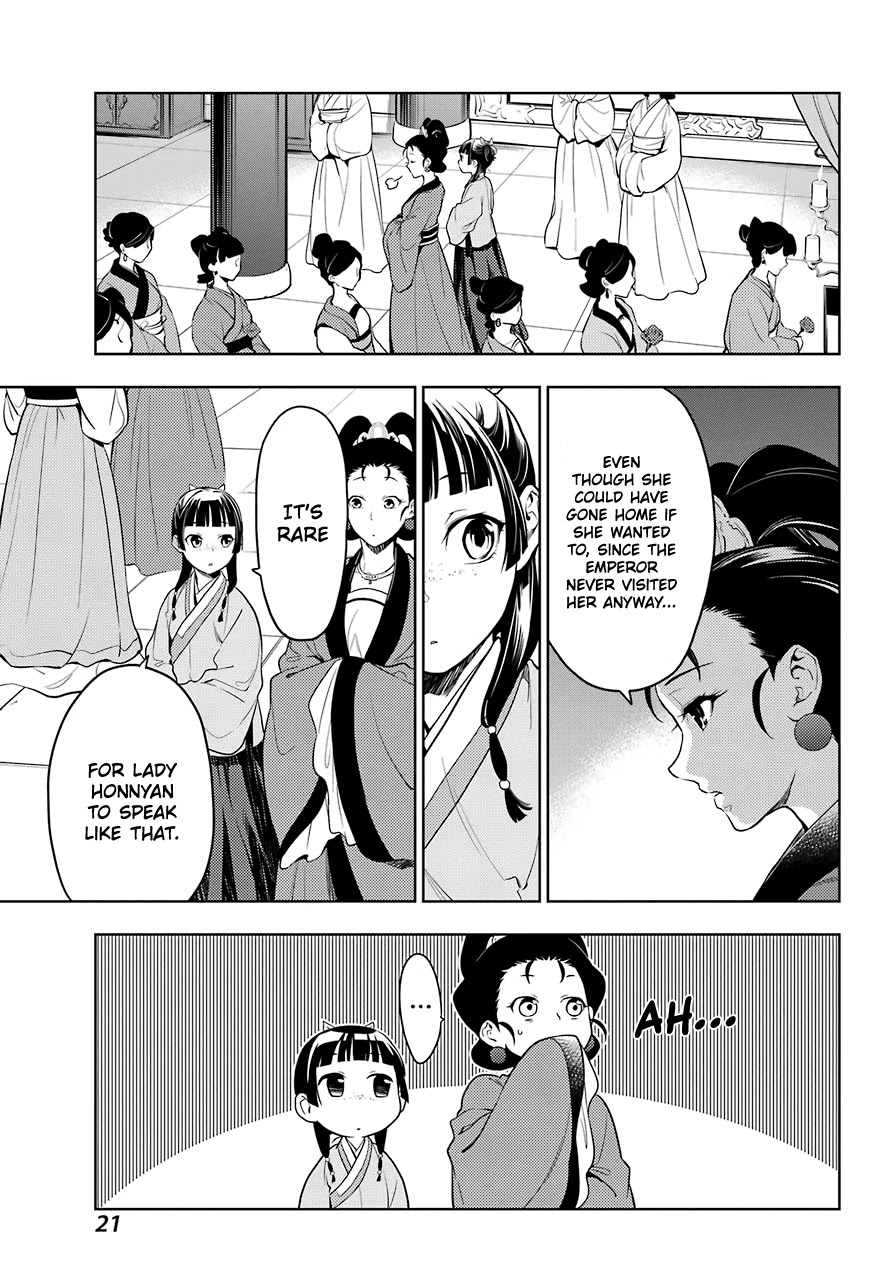 EVEN
THOUGH SHE
COULD HAVE
GONE HOME IF
SHE WANTED
TO, SINCE THE
EMPEROR
NEVER VISITED
HER ANYWAY...
IT'S
RARE
FOR LADY
HONNYAN
TO SPEAK
LIKE THAT.
AH...
...
21